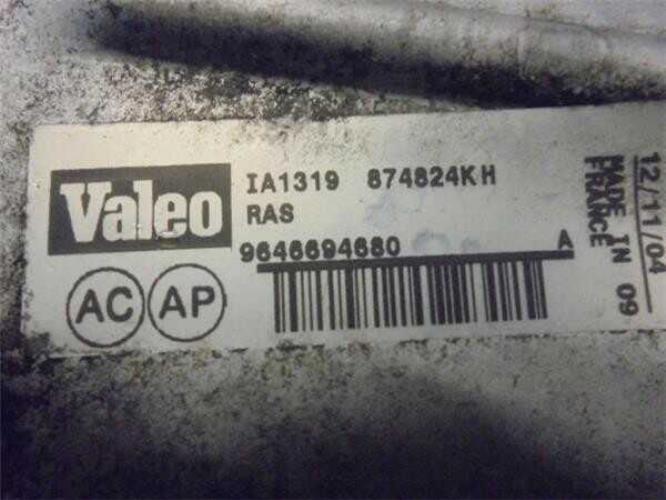 Valeo
IA1319 874824KH
RAS
9646694680 A
AC AP
MADE IN 09
FRANCE
12/11/04